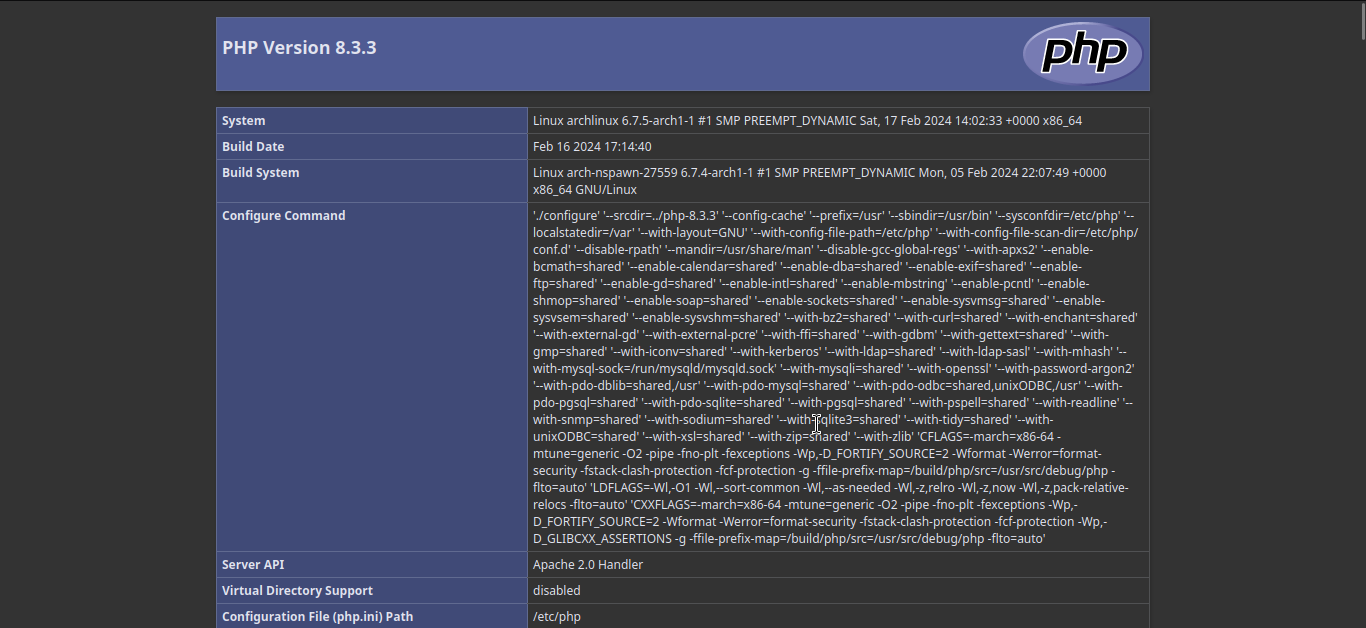 PHP Version 8.3.3
php
System
Linux archlinux 6.7.5-arch1-1 #1 SMP PREEMPT_DYNAMIC Sat, 17 Feb 2024 14:02:33 +0000 x86_64
Build Date
Feb 16 2024 17:14:40
Build System
Linux arch-nspawn-27559 6.7.4-arch1-1 #1 SMP PREEMPT_DYNAMIC Mon, 05 Feb 2024 22:07:49 +0000
x86_64 GNU/Linux
Configure Command
'./configure' '--srcdir=../php-8.3.3' '--config-cache' '--prefix=/usr' '--sbindir=/usr/bin' '--sysconfdir=/etc/php' '--
localstatedir=/var' '--with-layout=GNU' '--with-config-file-path=/etc/php' '--with-config-file-scan-dir=/etc/php/
conf.d' '--disable-rpath' '--mandir=/usr/share/man' '--disable-gcc-global-regs' '--with-apxs2' '--enable-
bcmath=shared' '--enable-calendar=shared' '--enable-dba=shared' '--enable-exif=shared' '--enable-
ftp=shared' '--enable-gd=shared' '--enable-intl=shared' '--enable-mbstring' '--enable-pcntl' '--enable-
shmop=shared' '--enable-soap=shared' '--enable-sockets=shared' '--enable-sysvmsg=shared' '--enable-
sysvsem=shared' '--enable-sysvshm=shared' '--with-bz2=shared' '--with-curl=shared' '--with-enchant=shared'
'--with-external-gd' '--with-external-pcre' '--with-ffi=shared' '--with-gdbm' '--with-gettext=shared' '--with-
gmp=shared' '--with-iconv=shared' '--with-kerberos' '--with-ldap=shared' '--with-ldap-sasl' '--with-mhash' '--
with-mysql-sock=/run/mysqld/mysqld.sock' '--with-mysqli=shared' '--with-openssl' '--with-password-argon2'
'--with-pdo-dblib=shared,/usr' '--with-pdo-mysql=shared' '--with-pdo-odbc=shared,unixODBC,/usr' '--with-
pdo-pgsql=shared' '--with-pdo-sqlite=shared' '--with-pgsql=shared' '--with-pspell=shared' '--with-readline' '--
with-snmp=shared' '--with-sodium=shared' '--with-sqlite3=shared' '--with-tidy=shared' '--with-
unixODBC=shared' '--with-xsl=shared' '--with-zip=shared' '--with-zlib' 'CFLAGS=-march=x86-64 -
mtune=generic -O2 -pipe -fno-plt -fexceptions -Wp,-D_FORTIFY_SOURCE=2 -Wformat -Werror=format-
security -fstack-clash-protection -fcf-protection -g -ffile-prefix-map=/build/php/src=/usr/src/debug/php -
flto=auto' 'LDFLAGS=-Wl,-O1 -Wl,--sort-common -Wl,--as-needed -Wl,-z,relro -Wl,-z,now -Wl,-z,pack-relative-
relocs -flto=auto' 'CXXFLAGS=-march=x86-64 -mtune=generic -O2 -pipe -fno-plt -fexceptions -Wp,-
D_FORTIFY_SOURCE=2 -Wformat -Werror=format-security -fstack-clash-protection -fcf-protection -Wp,-
D_GLIBCXX_ASSERTIONS -g -ffile-prefix-map=/build/php/src=/usr/src/debug/php -flto=auto'
Server API
Apache 2.0 Handler
Virtual Directory Support
disabled
Configuration File (php.ini) Path
/etc/php